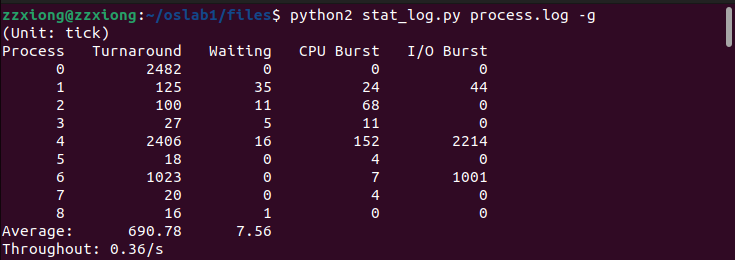 zzxiong@zzxiong:~/oslab1/files$ python2 stat_log.py process.log -g
(Unit: tick)
Process   Turnaround   Waiting   CPU Burst   I/O Burst
      0         2482         0           0           0
      1          125        35          24          44
      2          100        11          68           0
      3           27         5          11           0
      4         2406        16         152        2214
      5           18         0           4           0
      6         1023         0           7        1001
      7           20         0           4           0
      8           16         1           0           0
Average:      690.78      7.56
Throughout: 0.36/s